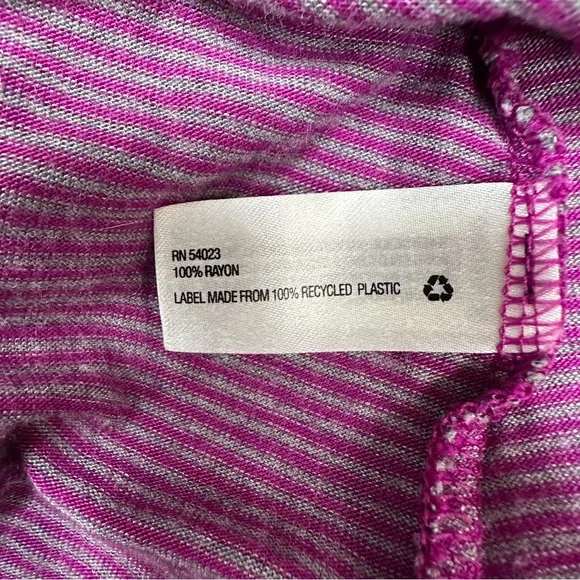 RN 54023
100% RAYON
LABEL MADE FROM 100% RECYCLED PLASTIC